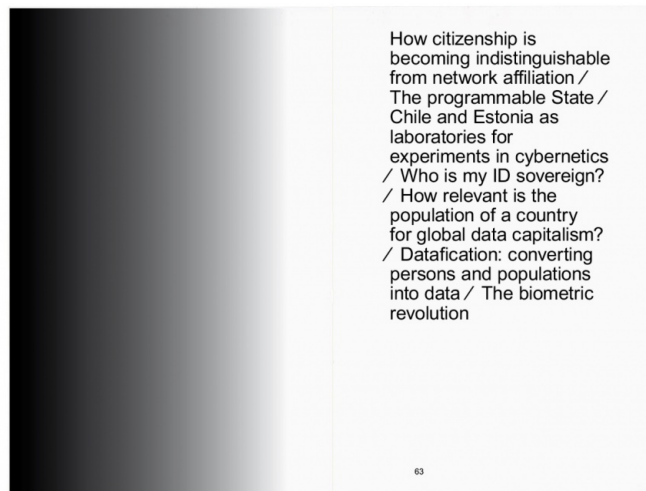 How citizenship is
becoming indistinguishable
from network affiliation /
The programmable State /
Chile and Estonia as
laboratories for
experiments in cybernetics
/ Who is my ID sovereign?
/ How relevant is the
population of a country
for global data capitalism?
/ Datafication: converting
persons and populations
into data / The biometric
revolution
63